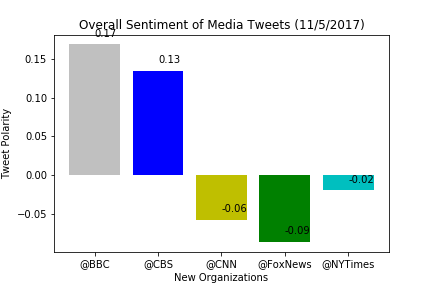 Overall Sentiment of Media Tweets (11/5/2017)
0.17
0.15
0.13
0.10
0.05
0.00
-0.02
-0.06
−0.05
-0.09
Tweet Polarity
@BBC @CBS @CNN @FoxNews @NYTimes
New Organizations